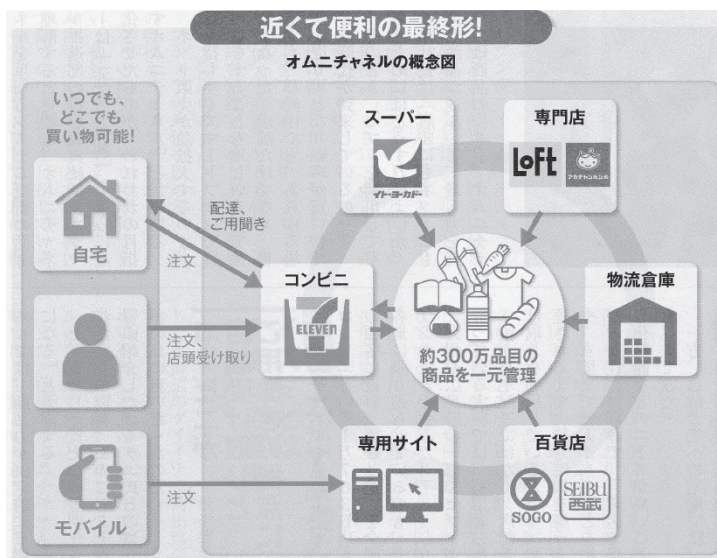 近くて便利の最終形!
オムニチャネルの概念図
いつでも、
どこでも
買い物可能!
自宅
モバイル
配達、
ご用聞き
注文
注文、
店頭受け取り
注文
スーパー
イトーヨーカドー
専門店
LOFT
アカチャンホンポ
コンビニ
7
ELEVEn
約300万品目の
商品を一元管理
物流倉庫
専用サイト
百貨店
SOGO
SEIBU
西武